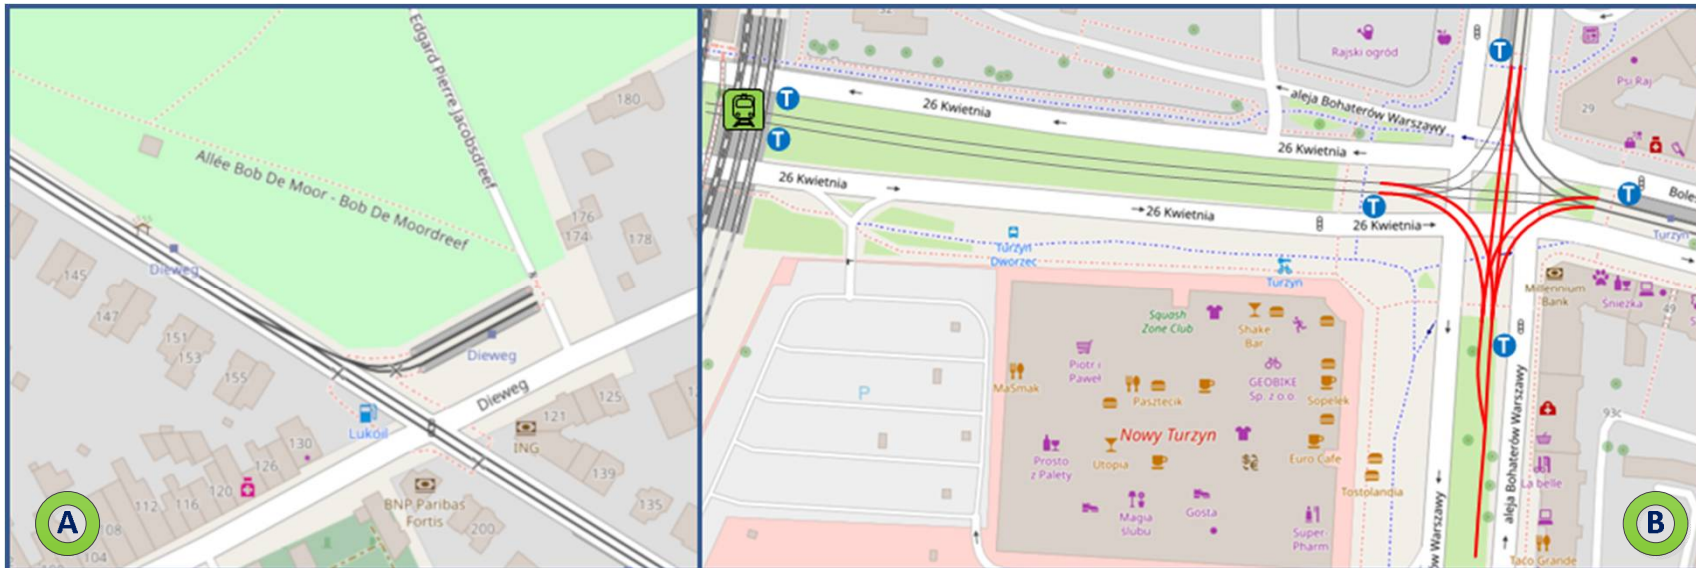 Edgard Pierre Jacobsdreef
180
Allée Bob De Moor - Bob De Moordreef
176
174
178
Dieweg
145
147
151
153
155
Dieweg
Dieweg
125
121
130
Lukoil
ING
126
139
120
116
112
135
BNP Paribas
Fortis
200
108
104
A
T
T
T
T
T
T
26 Kwietnia
aleja Bohaterów Warszawy
26 Kwietnia
26 Kwietnia
26 Kwietnia
26 Kwietnia
Rajski ogród
Psi Raj
29
Turzyn
Dworzec
Turzyn
Turzyn
Millennium
Bank
Śnieżka
49
Squash
Zone Club
Shake
Bar
Piotr i
Paweł
MaSmak
GEOBIKE
Sp. z o.o.
Pasztecik
Sopelek
P
Nowy Turzyn
Prosto
z Palety
Utopia
Euro Cafe
Tostolandia
Magia
ślubu
Gosta
Super-
Pharm
aleja Bohaterów Warszawy
93c
La belle
Taco Grande
B